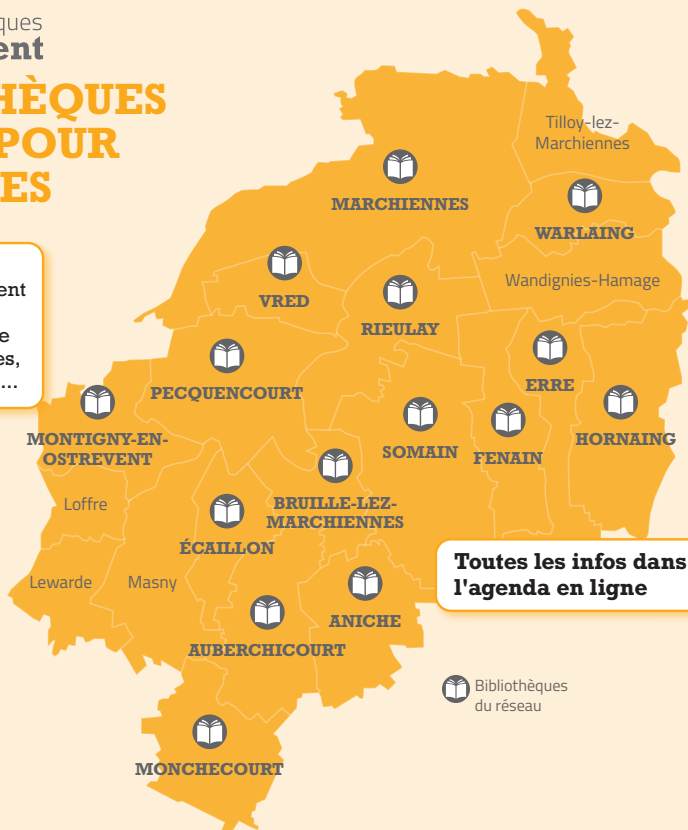 ques
ent
HÈQUES
POUR
ES
ent
e
es,
...
Tilloy-lez-
Marchiennes
MARCHIENNES
WARLAING
Wandignies-Hamage
VRED
RIEULAY
ERRE
PECQUENCOURT
HORNAING
MONTIGNY-EN-
OSTREVENT
SOMAIN
FENAIN
Loffre
BRUILLE-LEZ-
MARCHIENNES
ÉCAILLON
Toutes les infos dans
l'agenda en ligne
Lewarde
Masny
ANICHE
AUBERCHICOURT
Bibliothèques
du réseau
MONCHECOURT